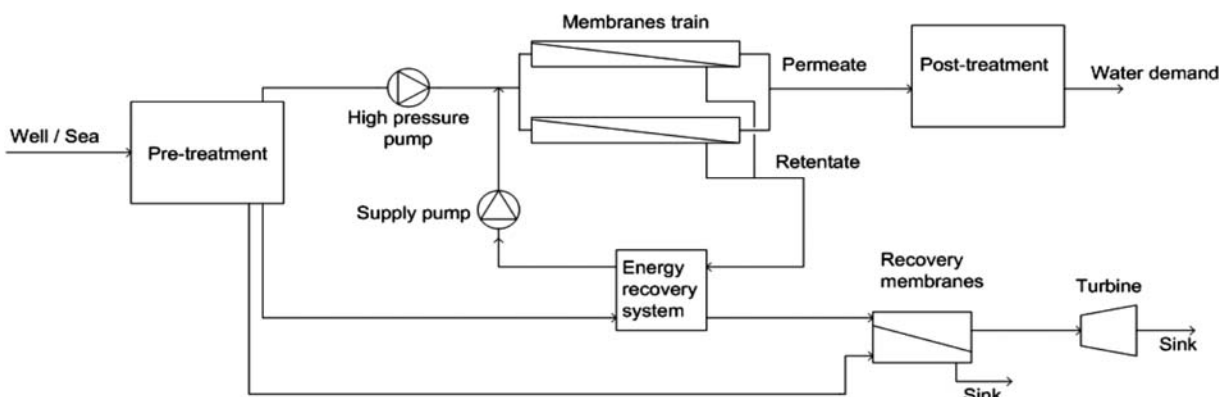 Membranes train
Well / Sea
Pre-treatment
High pressure
pump
Permeate
Post-treatment
Water demand
Retentate
Supply pump
Energy
recovery
system
Recovery
membranes
Turbine
Sink
Sink